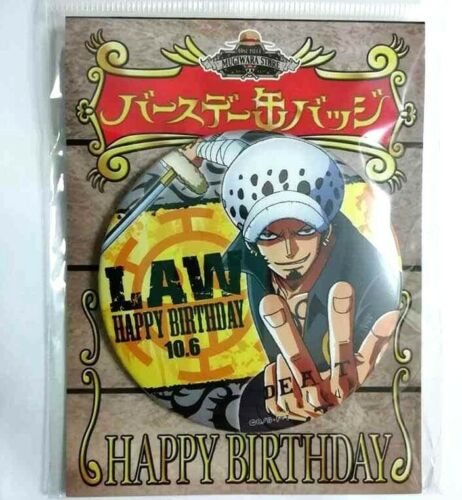 ONE PIECE
MUGIWARA STORE
バースデー缶バッジ
LAW
HAPPY BIRTHDAY
10.6
DEAT
HAPPY BIRTHDAY